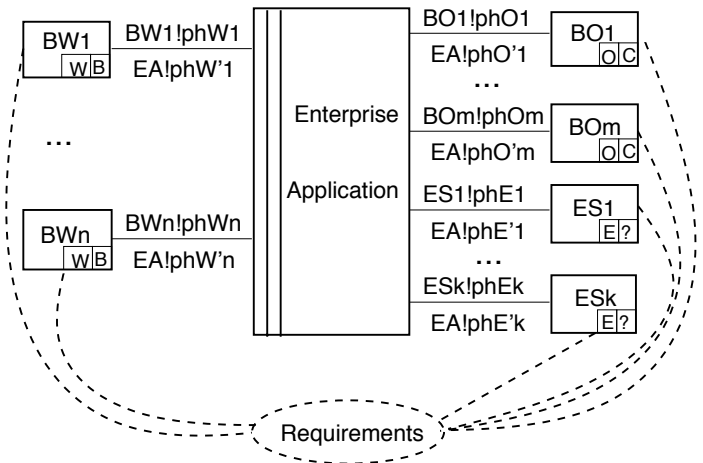 BW1
W B
BW1!phW1
EA!phW'1
...
BWn
W B
BWn!phWn
EA!phW'n
Enterprise
Application
BO1!phO1
EA!phO'1
...
BOm!phOm
EA!phO'm
ES1!phE1
EA!phE'1
...
ESk!phEk
EA!phE'k
BO1
O C
BOm
O C
ES1
E ?
ESk
E ?
Requirements